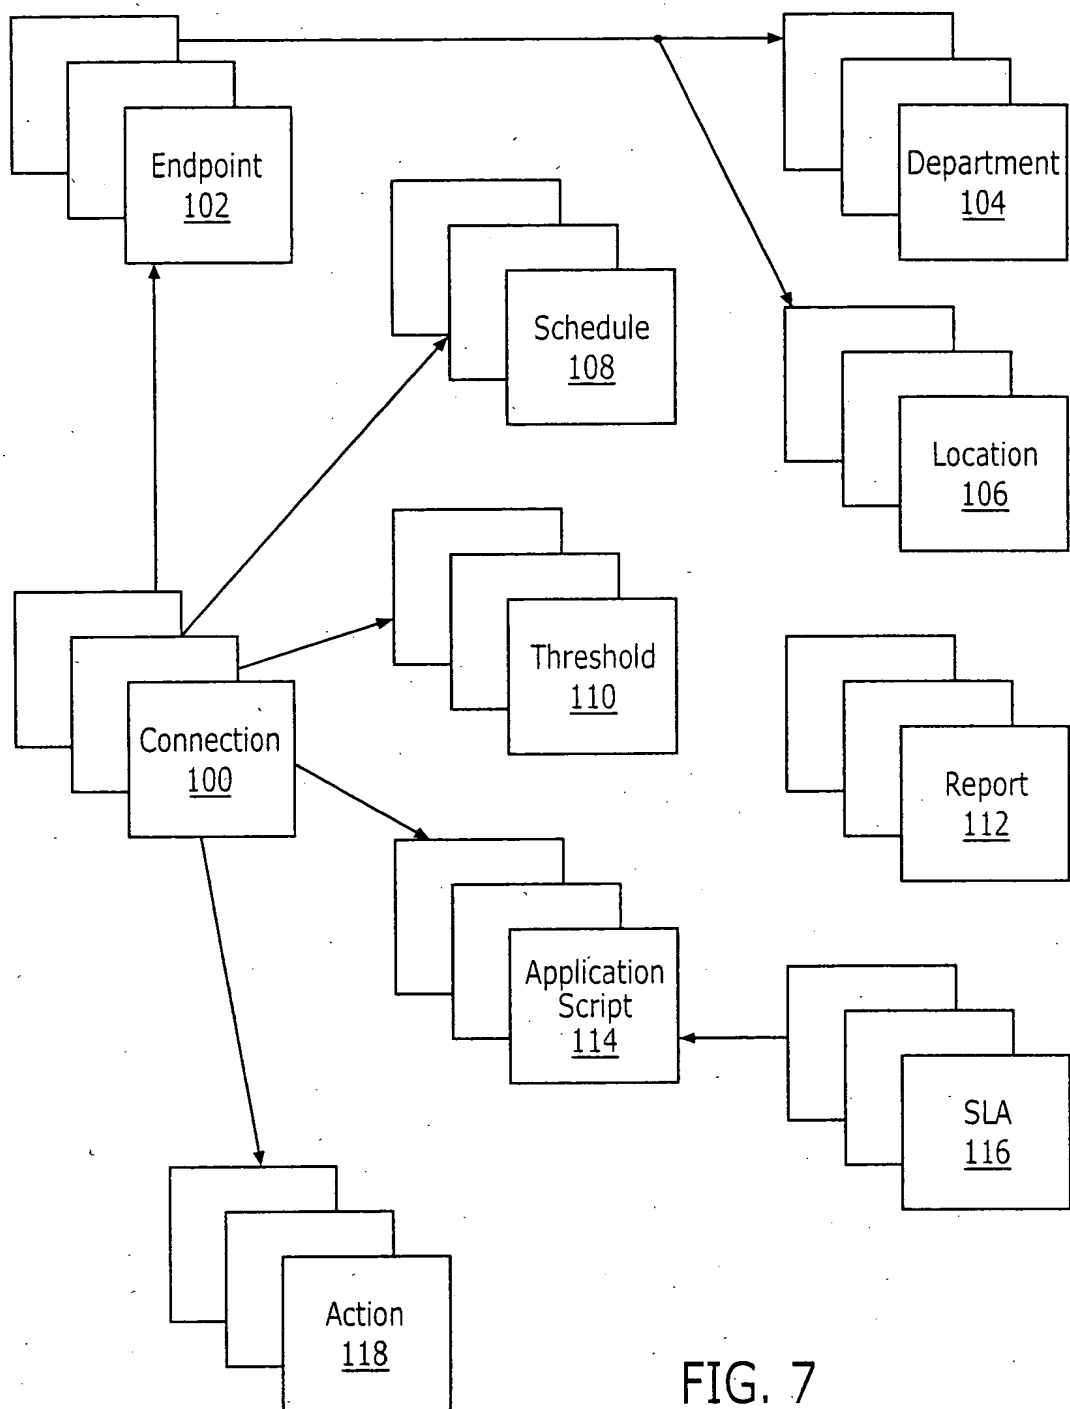 Endpoint
102
Department
104
Schedule
108
Location
106
Threshold
110
Connection
100
Report
112
Application
Script
114
SLA
116
Action
118
FIG. 7